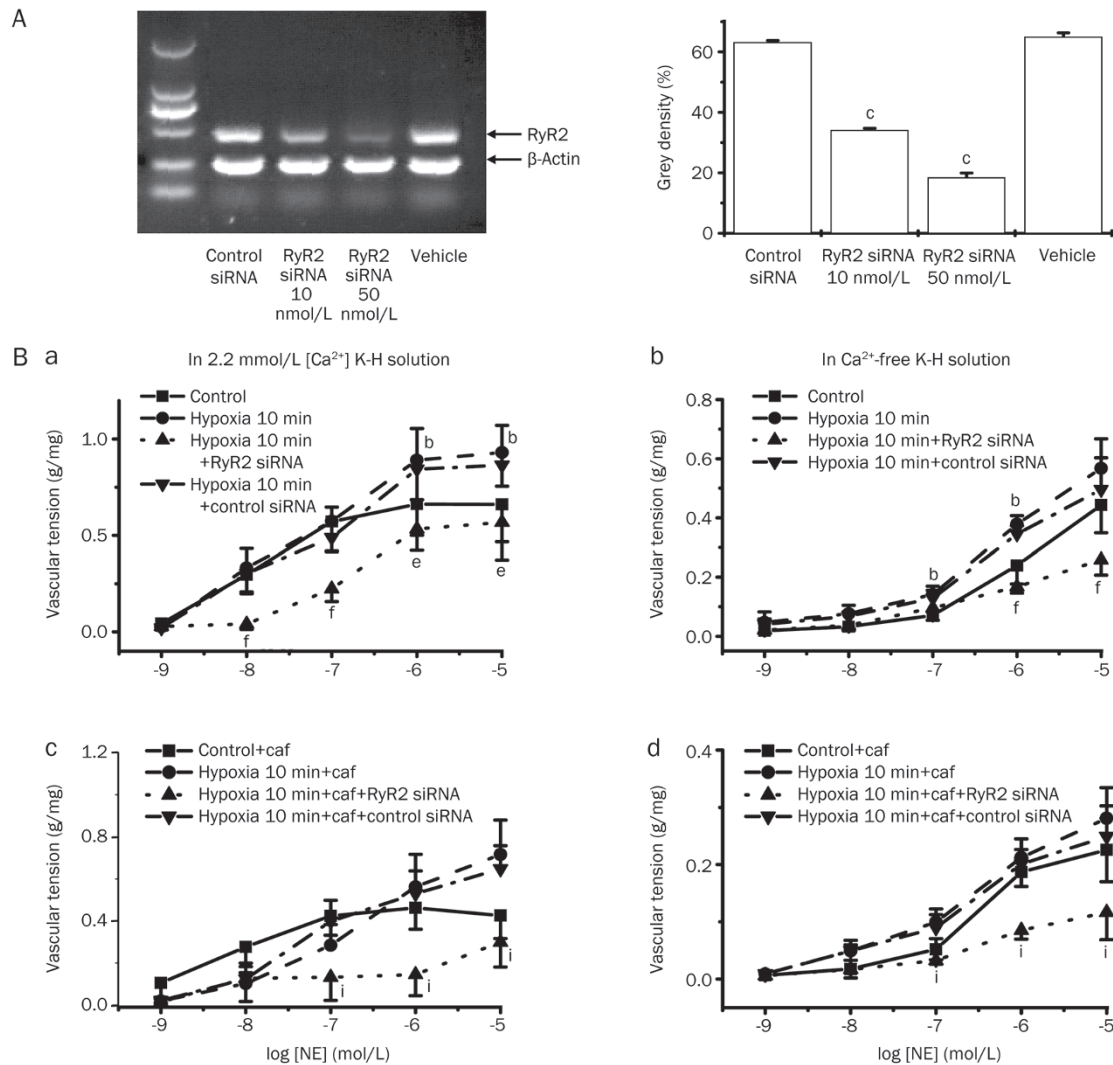 A
RyR2
β-Actin
Control
siRNA
RyR2
siRNA
10
nmol/L
RyR2
siRNA
50
nmol/L
Vehicle
Grey density (%)
60
40
20
0
Control
siRNA
RyR2 siRNA
10 nmol/L
RyR2 siRNA
50 nmol/L
Vehicle
c
c
B
a
In 2.2 mmol/L [Ca²⁺] K-H solution
Control
Hypoxia 10 min
Hypoxia 10 min
+RyR2 siRNA
Hypoxia 10 min
+control siRNA
Vascular tension (g/mg)
1.0
0.5
0.0
-9
-8
-7
-6
-5
b
b
f
f
e
e
b
In Ca²⁺-free K-H solution
Control
Hypoxia 10 min
Hypoxia 10 min+RyR2 siRNA
Hypoxia 10 min+control siRNA
Vascular tension (g/mg)
0.8
0.6
0.4
0.2
0.0
-9
-8
-7
-6
-5
b
b
f
f
c
Control+caf
Hypoxia 10 min+caf
Hypoxia 10 min+caf+RyR2 siRNA
Hypoxia 10 min+caf+control siRNA
Vascular tension (g/mg)
1.2
0.8
0.4
0.0
-9
-8
-7
-6
-5
i
i
i
log [NE] (mol/L)
d
Control+caf
Hypoxia 10 min+caf
Hypoxia 10 min+caf+RyR2 siRNA
Hypoxia 10 min+caf+control siRNA
Vascular tension (g/mg)
0.4
0.2
0.0
-9
-8
-7
-6
-5
i
i
i
log [NE] (mol/L)